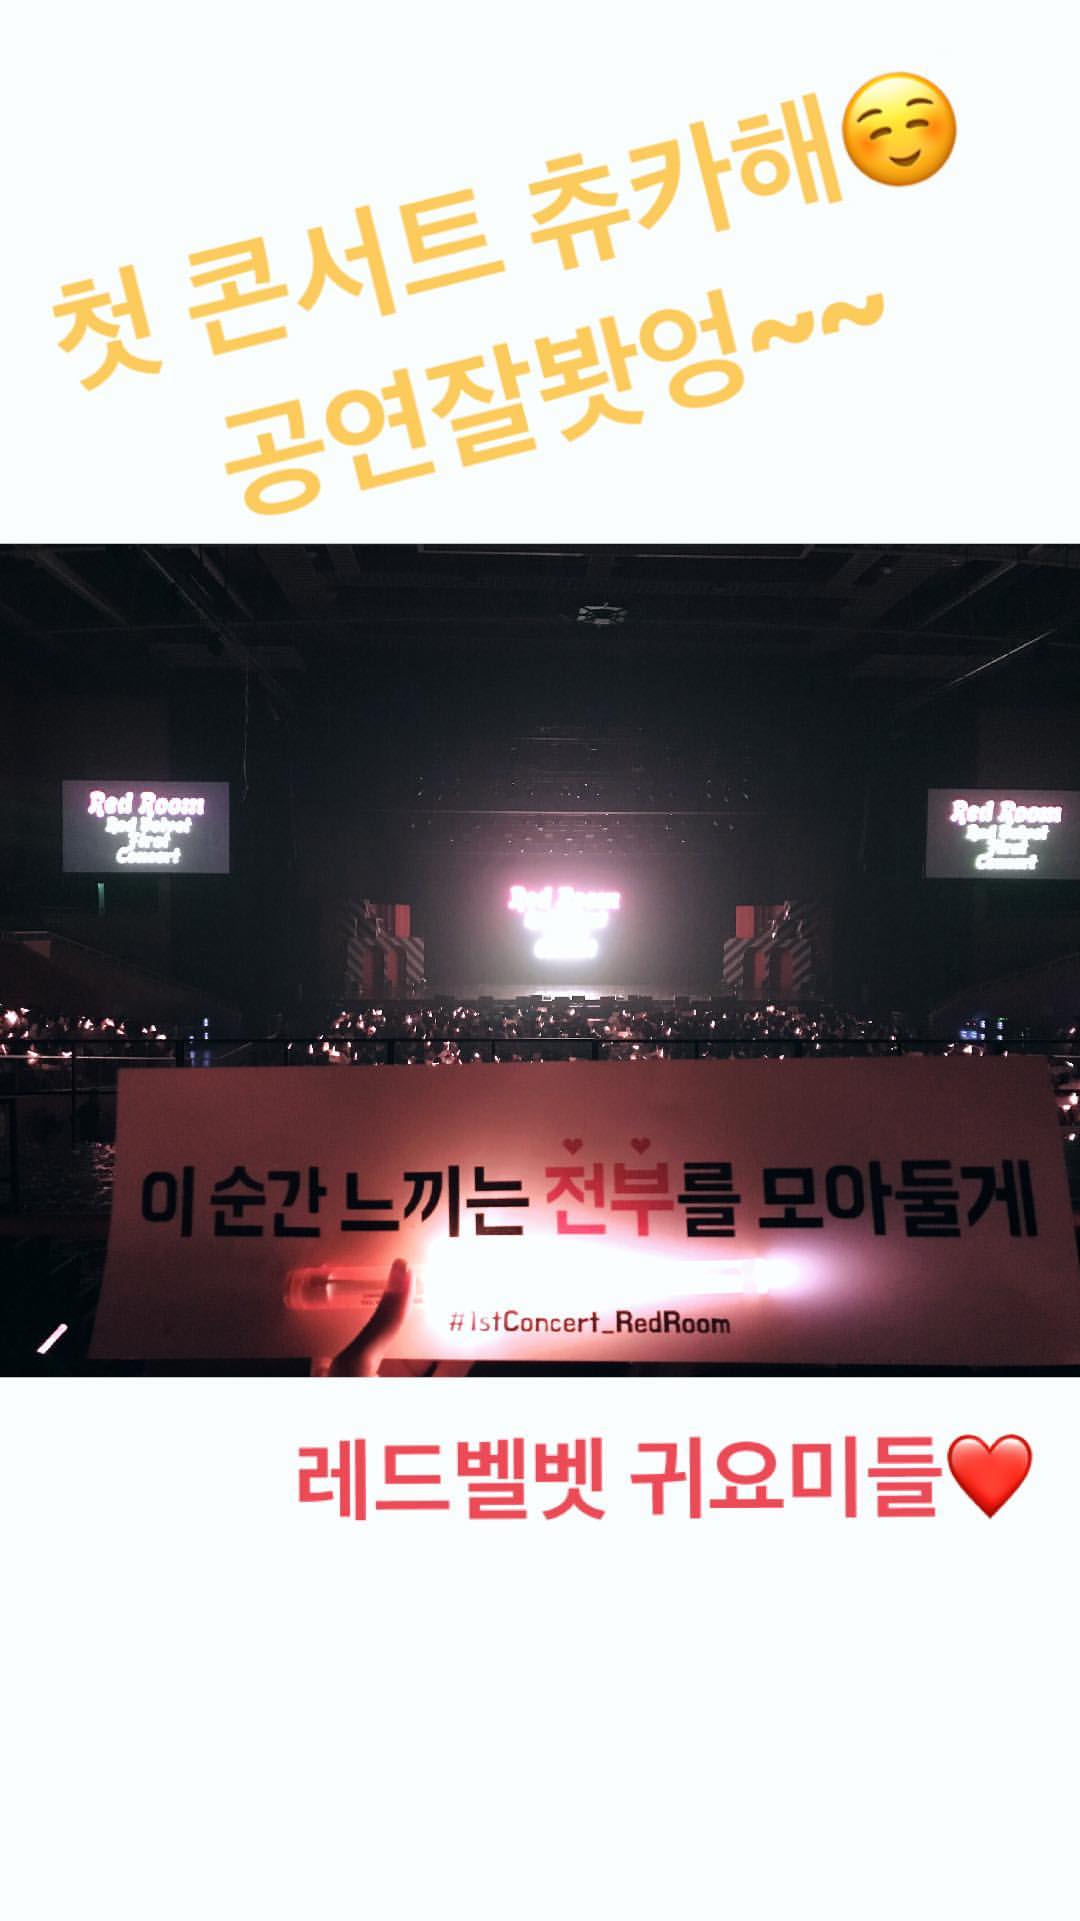 첫 콘서트 츄카해☺️
공연잘봣엉~~
Red Room
Red Velvet
First
Concert
Red Room
Red Room
Red Velvet
First
Concert
이 순간 느끼는 전부를 모아둘게
#1stConcert_RedRoom
레드벨벳 귀요미들❤️